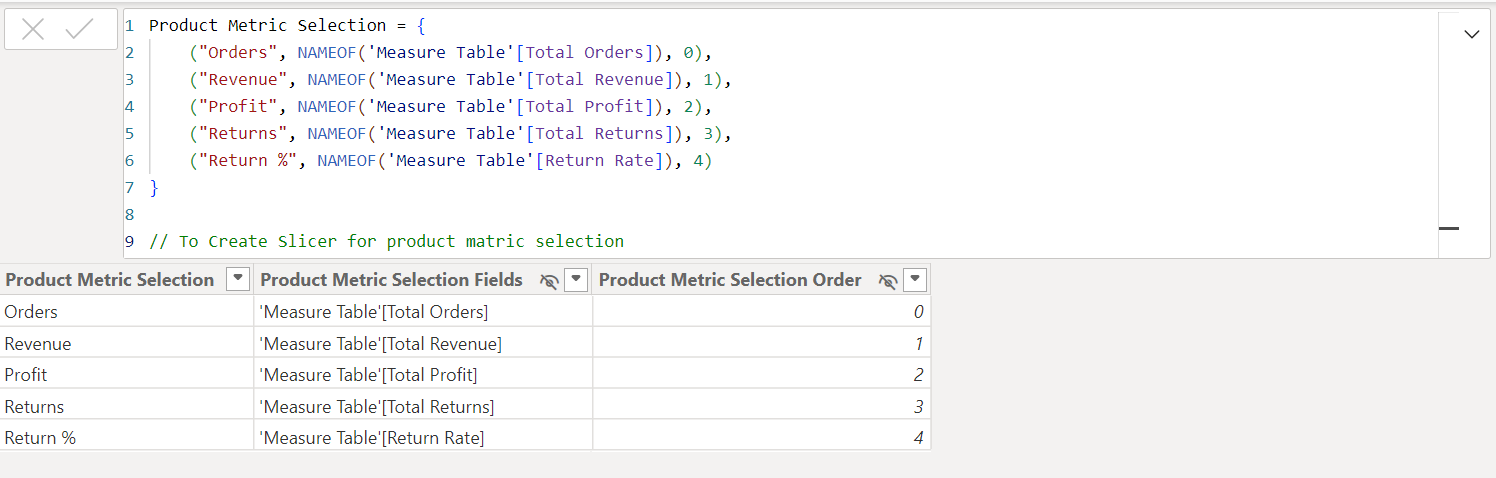 1 Product Metric Selection = {
2 ("Orders", NAMEOF('Measure Table'[Total Orders]), 0),
3 ("Revenue", NAMEOF('Measure Table'[Total Revenue]), 1),
4 ("Profit", NAMEOF('Measure Table'[Total Profit]), 2),
5 ("Returns", NAMEOF('Measure Table'[Total Returns]), 3),
6 ("Return %", NAMEOF('Measure Table'[Return Rate]), 4)
7 }
8
9 // To Create Slicer for product matric selection
Product Metric Selection Product Metric Selection Fields Product Metric Selection Order
Orders 'Measure Table'[Total Orders] 0
Revenue 'Measure Table'[Total Revenue] 1
Profit 'Measure Table'[Total Profit] 2
Returns 'Measure Table'[Total Returns] 3
Return % 'Measure Table'[Return Rate] 4